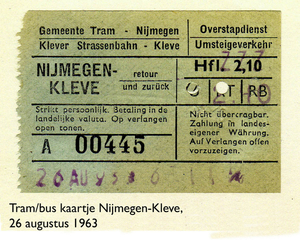 Gemeente Tram - Nijmegen
Klever Strassenbahn - Kleve
Overstapdienst
Umsteigeverkehr
NIJMEGEN-
KLEVE
retour
und zurück
Hfl. 2,10
RT RB
Strikt persoonlijk. Betaling in de
landelijke valuta. Op verlangen
open tonen.
Nicht übertragbar.
Zahlung in landes-
eigener Währung.
Auf Verlangen offen
vorzuzeigen.
A 00445
Tram/bus kaartje Nijmegen-Kleve,
26 augustus 1963